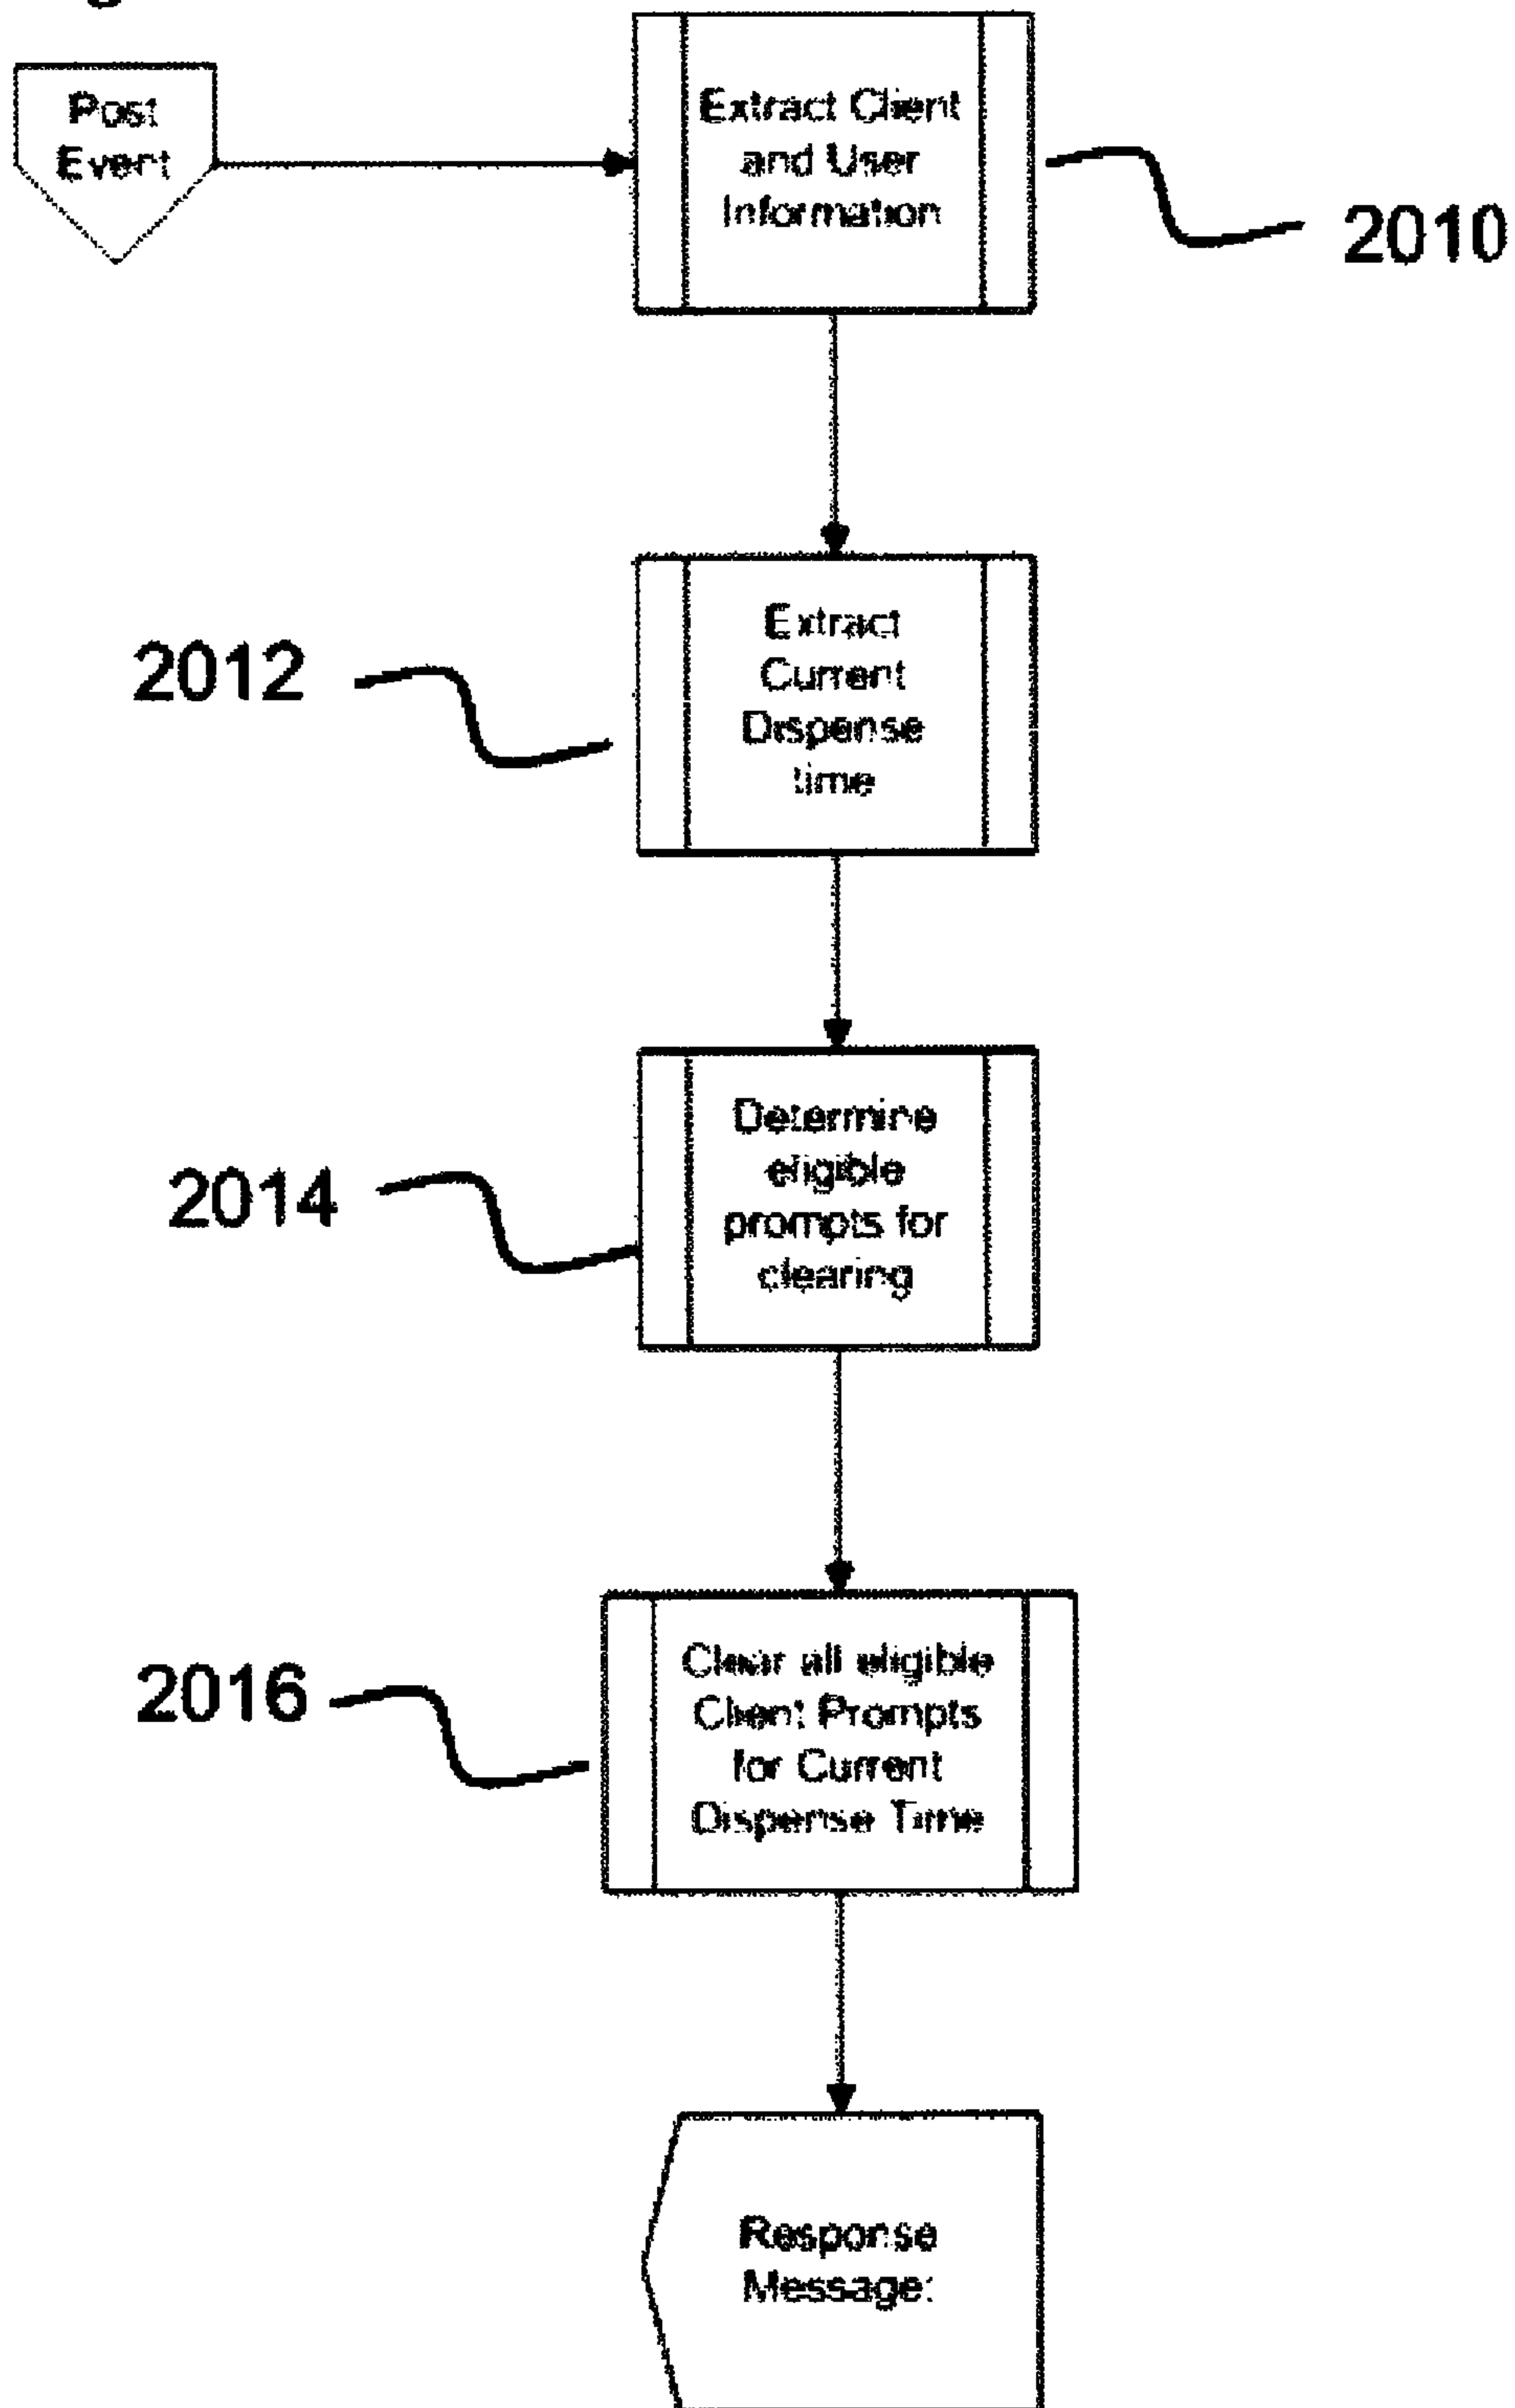 Post
Event
Extract Client
and User
Information
2010
Extract
Current
Dispense
time
2012
Determine
eligible
prompts for
clearing
2014
Clear all eligible
Client Prompts
for Current
Dispense Time
2016
Response
Message: